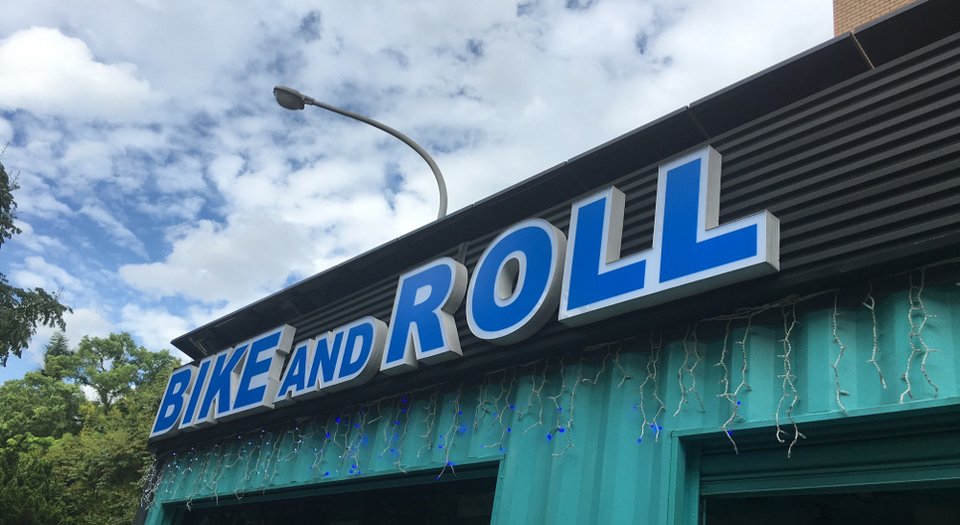 BIKE AND ROLL